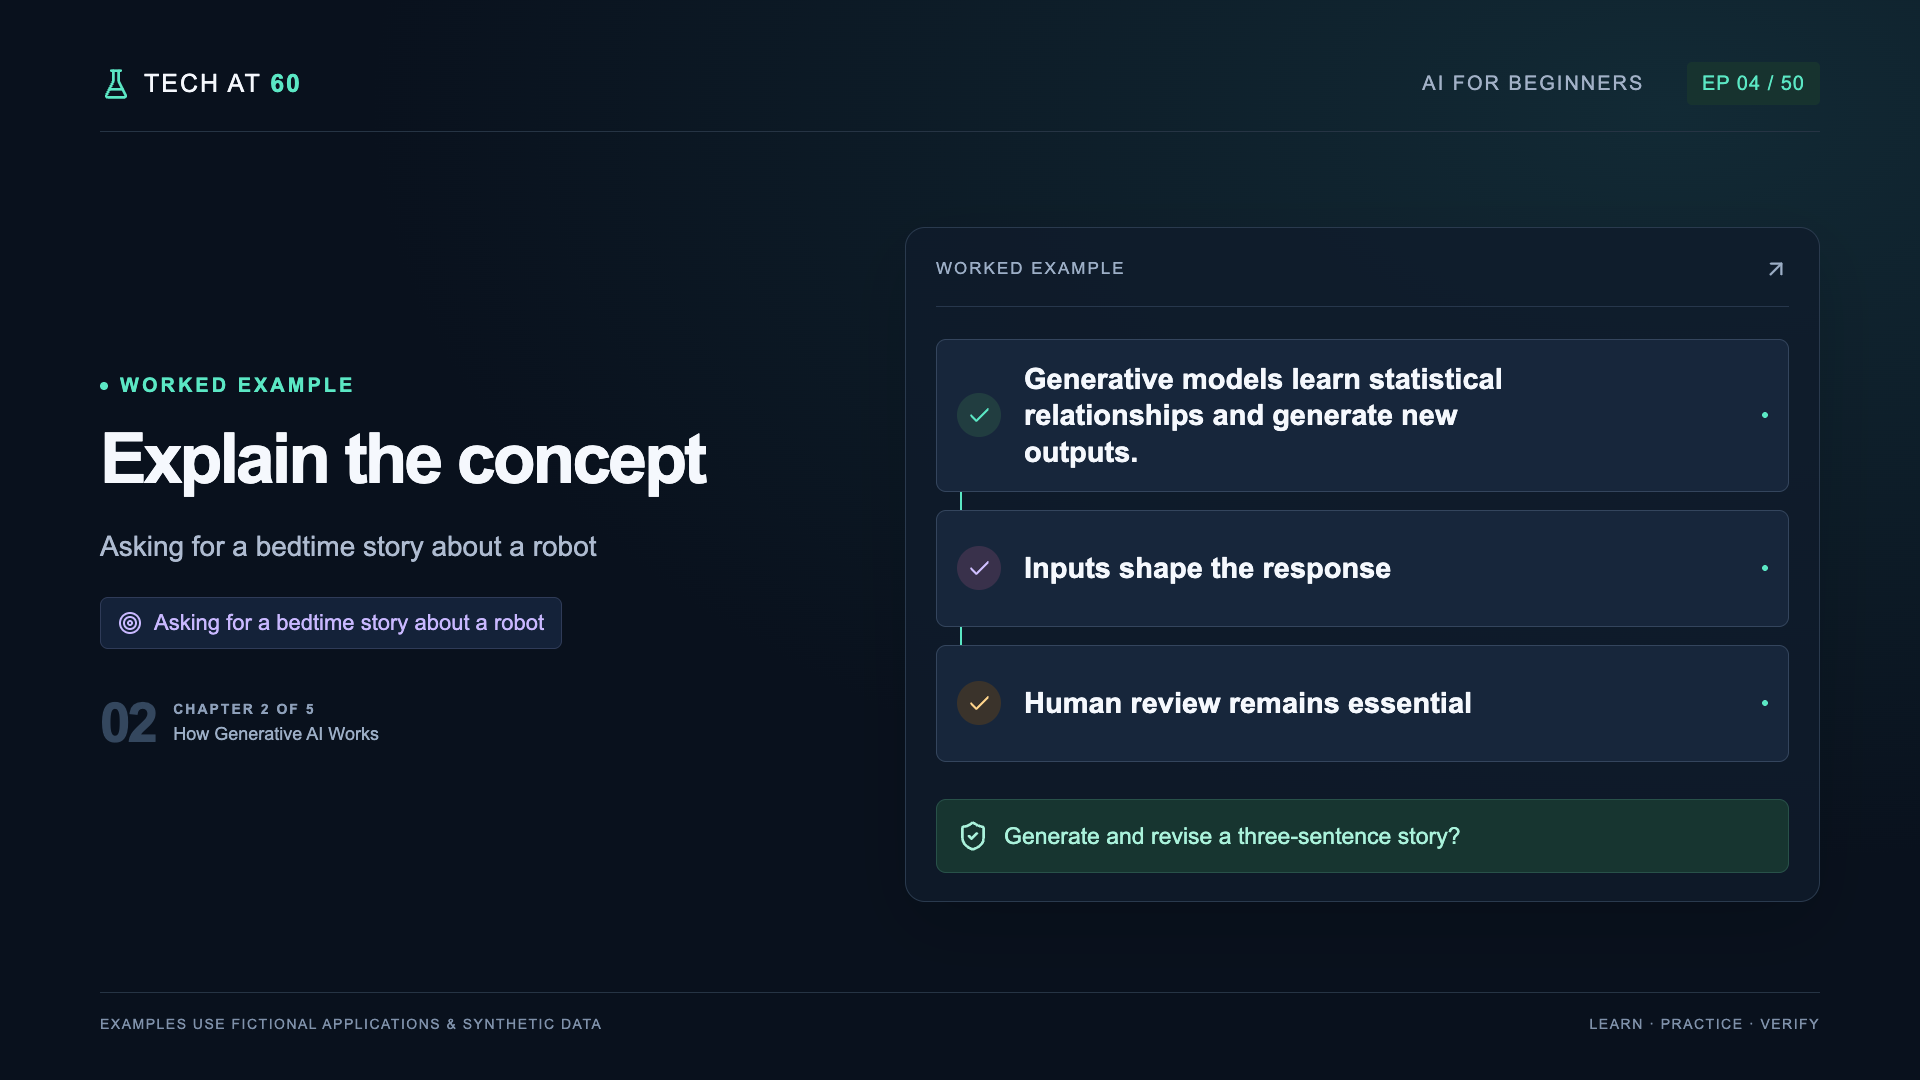 TECH AT 60
AI FOR BEGINNERS
EP 04 / 50
WORKED EXAMPLE
Explain the concept
Asking for a bedtime story about a robot
Asking for a bedtime story about a robot
02
CHAPTER 2 OF 5
How Generative AI Works
WORKED EXAMPLE
Generative models learn statistical
relationships and generate new
outputs.
Inputs shape the response
Human review remains essential
Generate and revise a three-sentence story?
EXAMPLES USE FICTIONAL APPLICATIONS & SYNTHETIC DATA
LEARN · PRACTICE · VERIFY